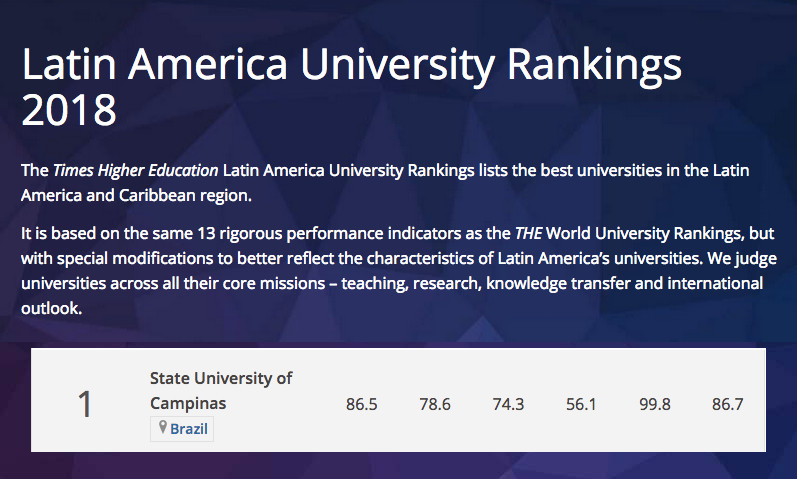 Latin America University Rankings
2018
The Times Higher Education Latin America University Rankings lists the best universities in the Latin
America and Caribbean region.
It is based on the same 13 rigorous performance indicators as the THE World University Rankings, but
with special modifications to better reflect the characteristics of Latin America’s universities. We judge
universities across all their core missions – teaching, research, knowledge transfer and international
outlook.
1 State University of Campinas 86.5 78.6 74.3 56.1 99.8 86.7
Brazil